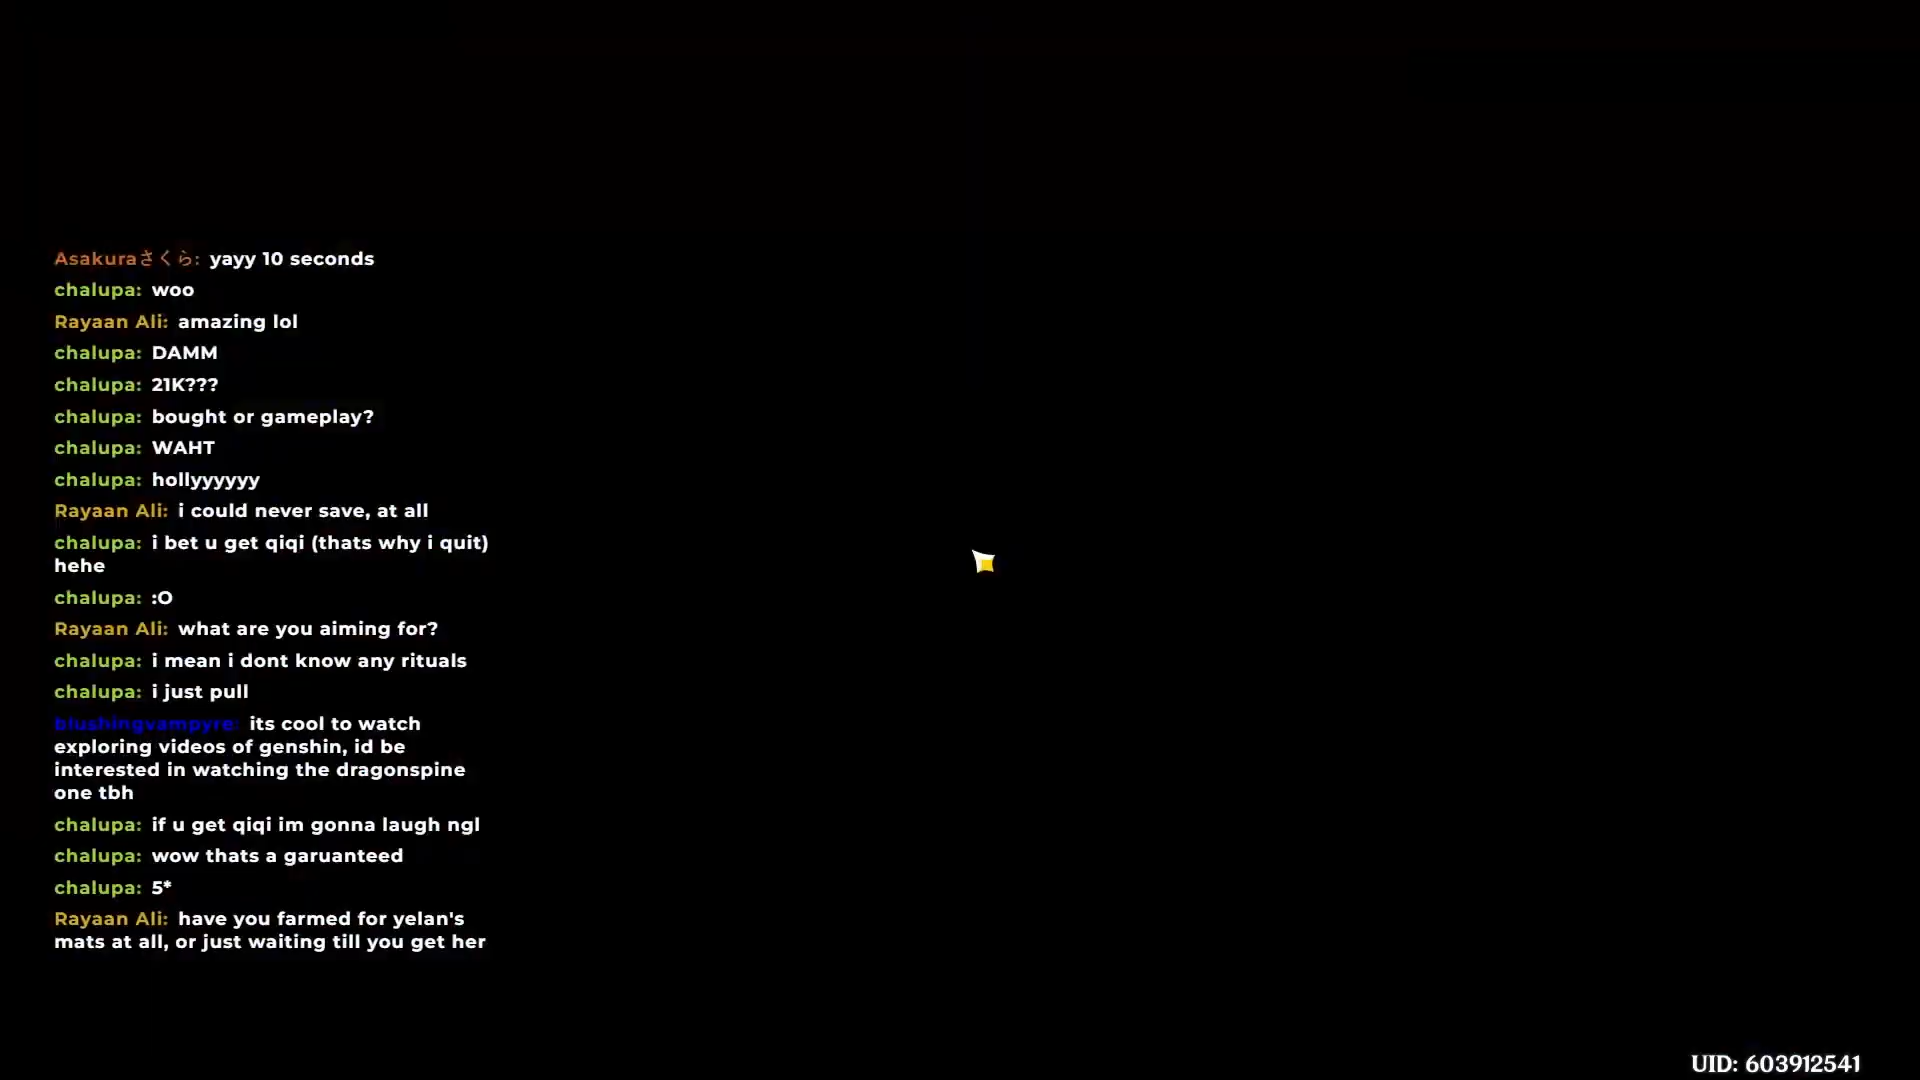 Asakuraさくら: yayy 10 seconds
chalupa: woo
Rayaan Ali: amazing lol
chalupa: DAMM
chalupa: 21K???
chalupa: bought or gameplay?
chalupa: WAHT
chalupa: hollyyyyyy
Rayaan Ali: i could never save, at all
chalupa: i bet u get qiqi (thats why i quit)
hehe
chalupa: :O
Rayaan Ali: what are you aiming for?
chalupa: i mean i dont know any rituals
chalupa: i just pull
blushingvampyre: its cool to watch
exploring videos of genshin, id be
interested in watching the dragonspine
one tbh
chalupa: if u get qiqi im gonna laugh ngl
chalupa: wow thats a garuanteed
chalupa: 5*
Rayaan Ali: have you farmed for yelan's
mats at all, or just waiting till you get her
UID: 603912541